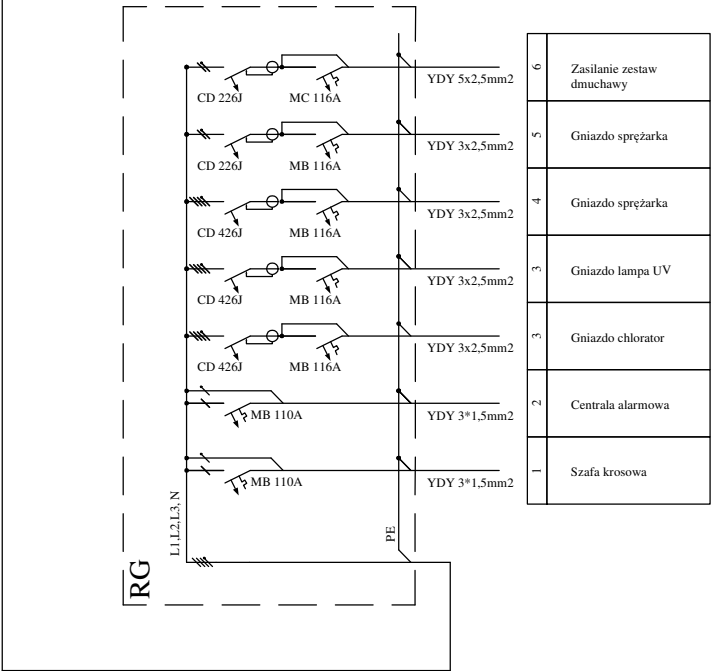 6
Zasilanie zestaw
dmuchawy
CD 226J
MC 116A
YDY 5x2,5mm2
5
Gniazdo sprężarka
CD 226J
MB 116A
YDY 3x2,5mm2
4
Gniazdo sprężarka
CD 426J
MB 116A
YDY 3x2,5mm2
3
Gniazdo lampa UV
CD 426J
MB 116A
YDY 3x2,5mm2
3
Gniazdo chlorator
CD 426J
MB 116A
YDY 3x2,5mm2
2
Centrala alarmowa
MB 110A
YDY 3*1,5mm2
1
Szafa krosowa
MB 110A
YDY 3*1,5mm2
L1,L2,L3, N
PE
RG